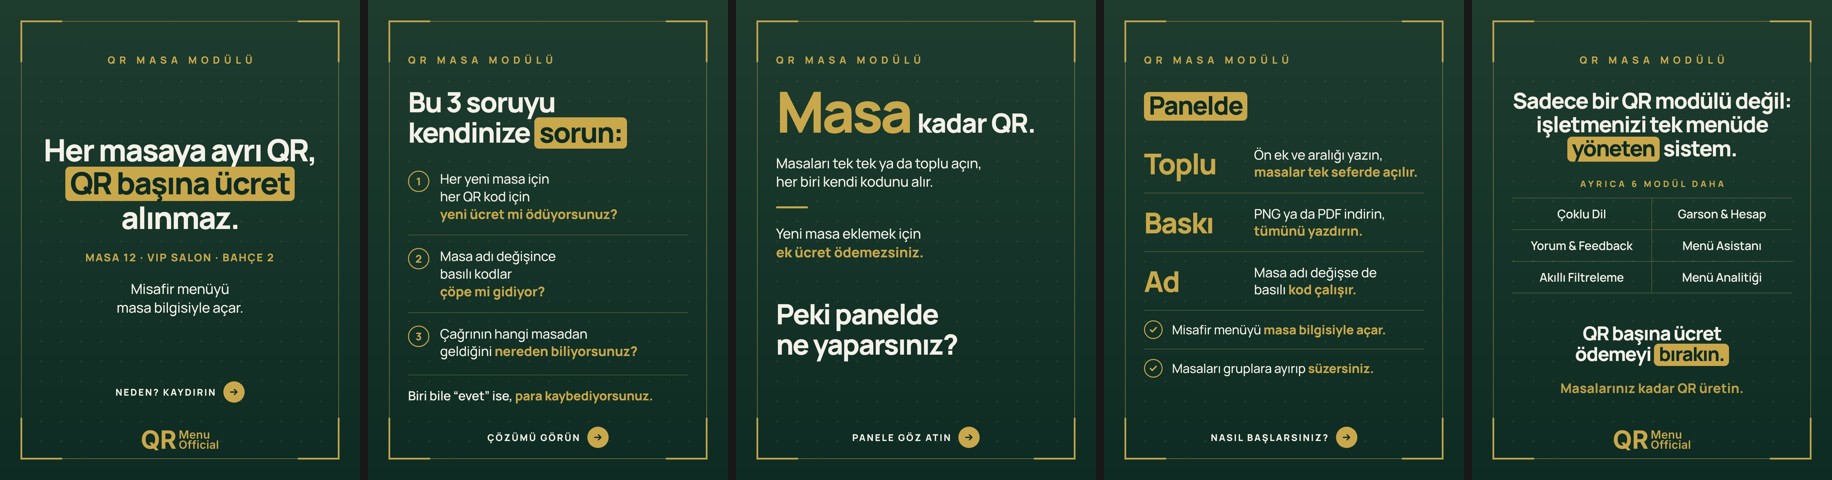 QR MASA MODÜLÜ
Her masaya ayrı QR,
QR başına ücret
alınmaz.
MASA 12 · VIP SALON · BAHÇE 2
Misafir menüyü
masa bilgisiyle açar.
NEDEN? KAYDIRIN
QR Menu
Official
QR MASA MODÜLÜ
Bu 3 soruyu
kendinize sorun:
1 Her yeni masa için
her QR kod için
yeni ücret mi ödüyorsunuz?
2 Masa adı değişince
basılı kodlar
çöpe mi gidiyor?
3 Çağrının hangi masadan
geldiğini nereden biliyorsunuz?
Biri bile “evet” ise, para kaybediyorsunuz.
ÇÖZÜMÜ GÖRÜN
QR MASA MODÜLÜ
Masa kadar QR.
Masaları tek tek ya da toplu açın,
her biri kendi kodunu alır.
Yeni masa eklemek için
ek ücret ödemezsiniz.
Peki panelde
ne yaparsınız?
PANELE GÖZ ATIN
QR MASA MODÜLÜ
Panelde
Toplu
Ön ek ve aralığı yazın,
masalar tek seferde açılır.
Baskı
PNG ya da PDF indirin,
tümünü yazdırın.
Ad
Masa adı değişse de
basılı kod çalışır.
Misafir menüyü masa bilgisiyle açar.
Masaları gruplara ayırıp süzersiniz.
NASIL BAŞLARSINIZ?
QR MASA MODÜLÜ
Sadece bir QR modülü değil:
işletmenizi tek menüde
yöneten sistem.
AYRICA 6 MODÜL DAHA
Çoklu Dil
Garson & Hesap
Yorum & Feedback
Menü Asistanı
Akıllı Filtreleme
Menü Analitiği
QR başına ücret
ödemeyi bırakın.
Masalarınız kadar QR üretin.
QR Menu
Official